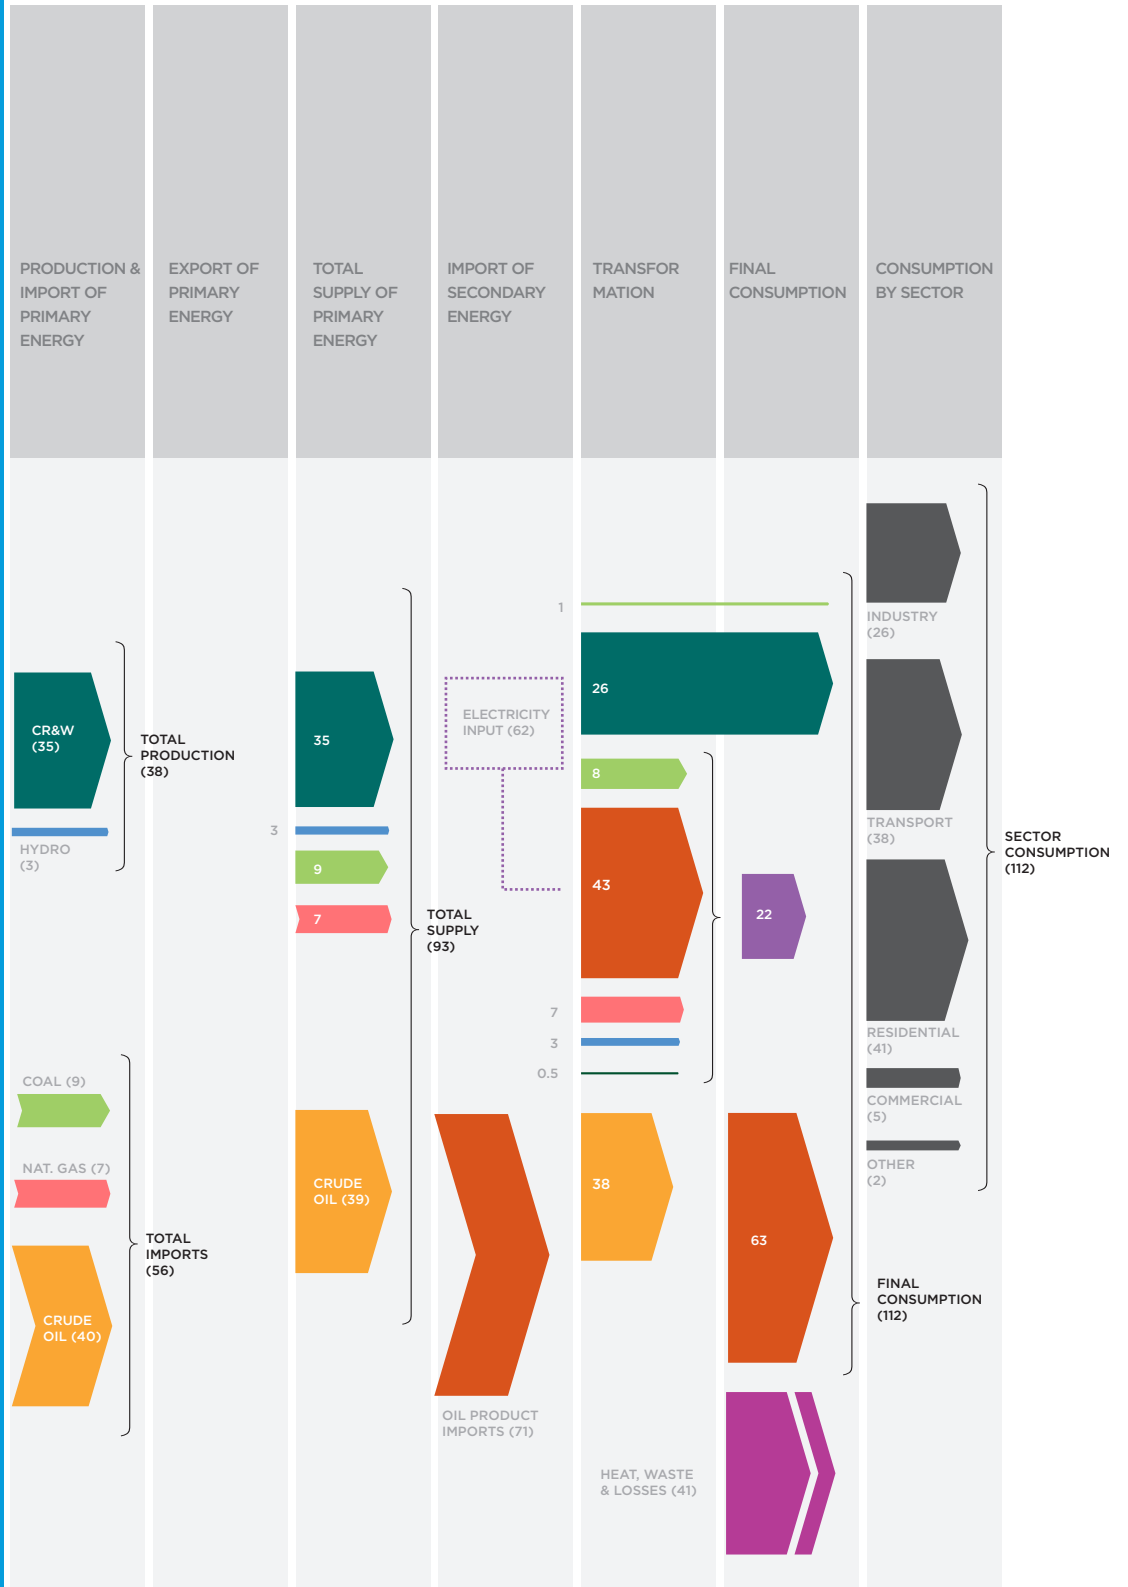 PRODUCTION &
IMPORT OF
PRIMARY
ENERGY
EXPORT OF
PRIMARY
ENERGY
TOTAL
SUPPLY OF
PRIMARY
ENERGY
IMPORT OF
SECONDARY
ENERGY
TRANSFOR
MATION
FINAL
CONSUMPTION
CONSUMPTION
BY SECTOR
CR&W
(35)
HYDRO
(3)
TOTAL
PRODUCTION
(38)
COAL (9)
NAT. GAS (7)
CRUDE
OIL (40)
TOTAL
IMPORTS
(56)
35
3
9
7
CRUDE
OIL (39)
TOTAL
SUPPLY
(93)
ELECTRICITY
INPUT (62)
OIL PRODUCT
IMPORTS (71)
1
26
8
43
7
3
0.5
38
HEAT, WASTE
& LOSSES (41)
22
63
FINAL
CONSUMPTION
(112)
INDUSTRY
(26)
TRANSPORT
(38)
RESIDENTIAL
(41)
COMMERCIAL
(5)
OTHER
(2)
SECTOR
CONSUMPTION
(112)